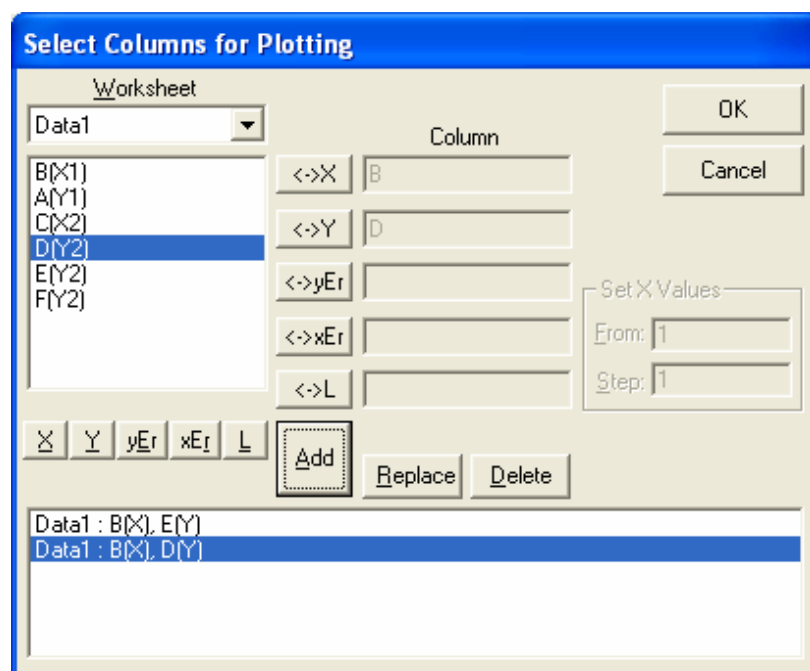 Select Columns for Plotting
Worksheet
Data1
Column
OK
Cancel
B(X1)
A(Y1)
C(X2)
D(Y2)
E(Y2)
F(Y2)
<->X
B
<->Y
D
<->yEr
<->xEr
<->L
Set X Values
From: 1
Step: 1
X Y yEr xEr L
Add
Replace Delete
Data1 : B(X), E(Y)
Data1 : B(X), D(Y)